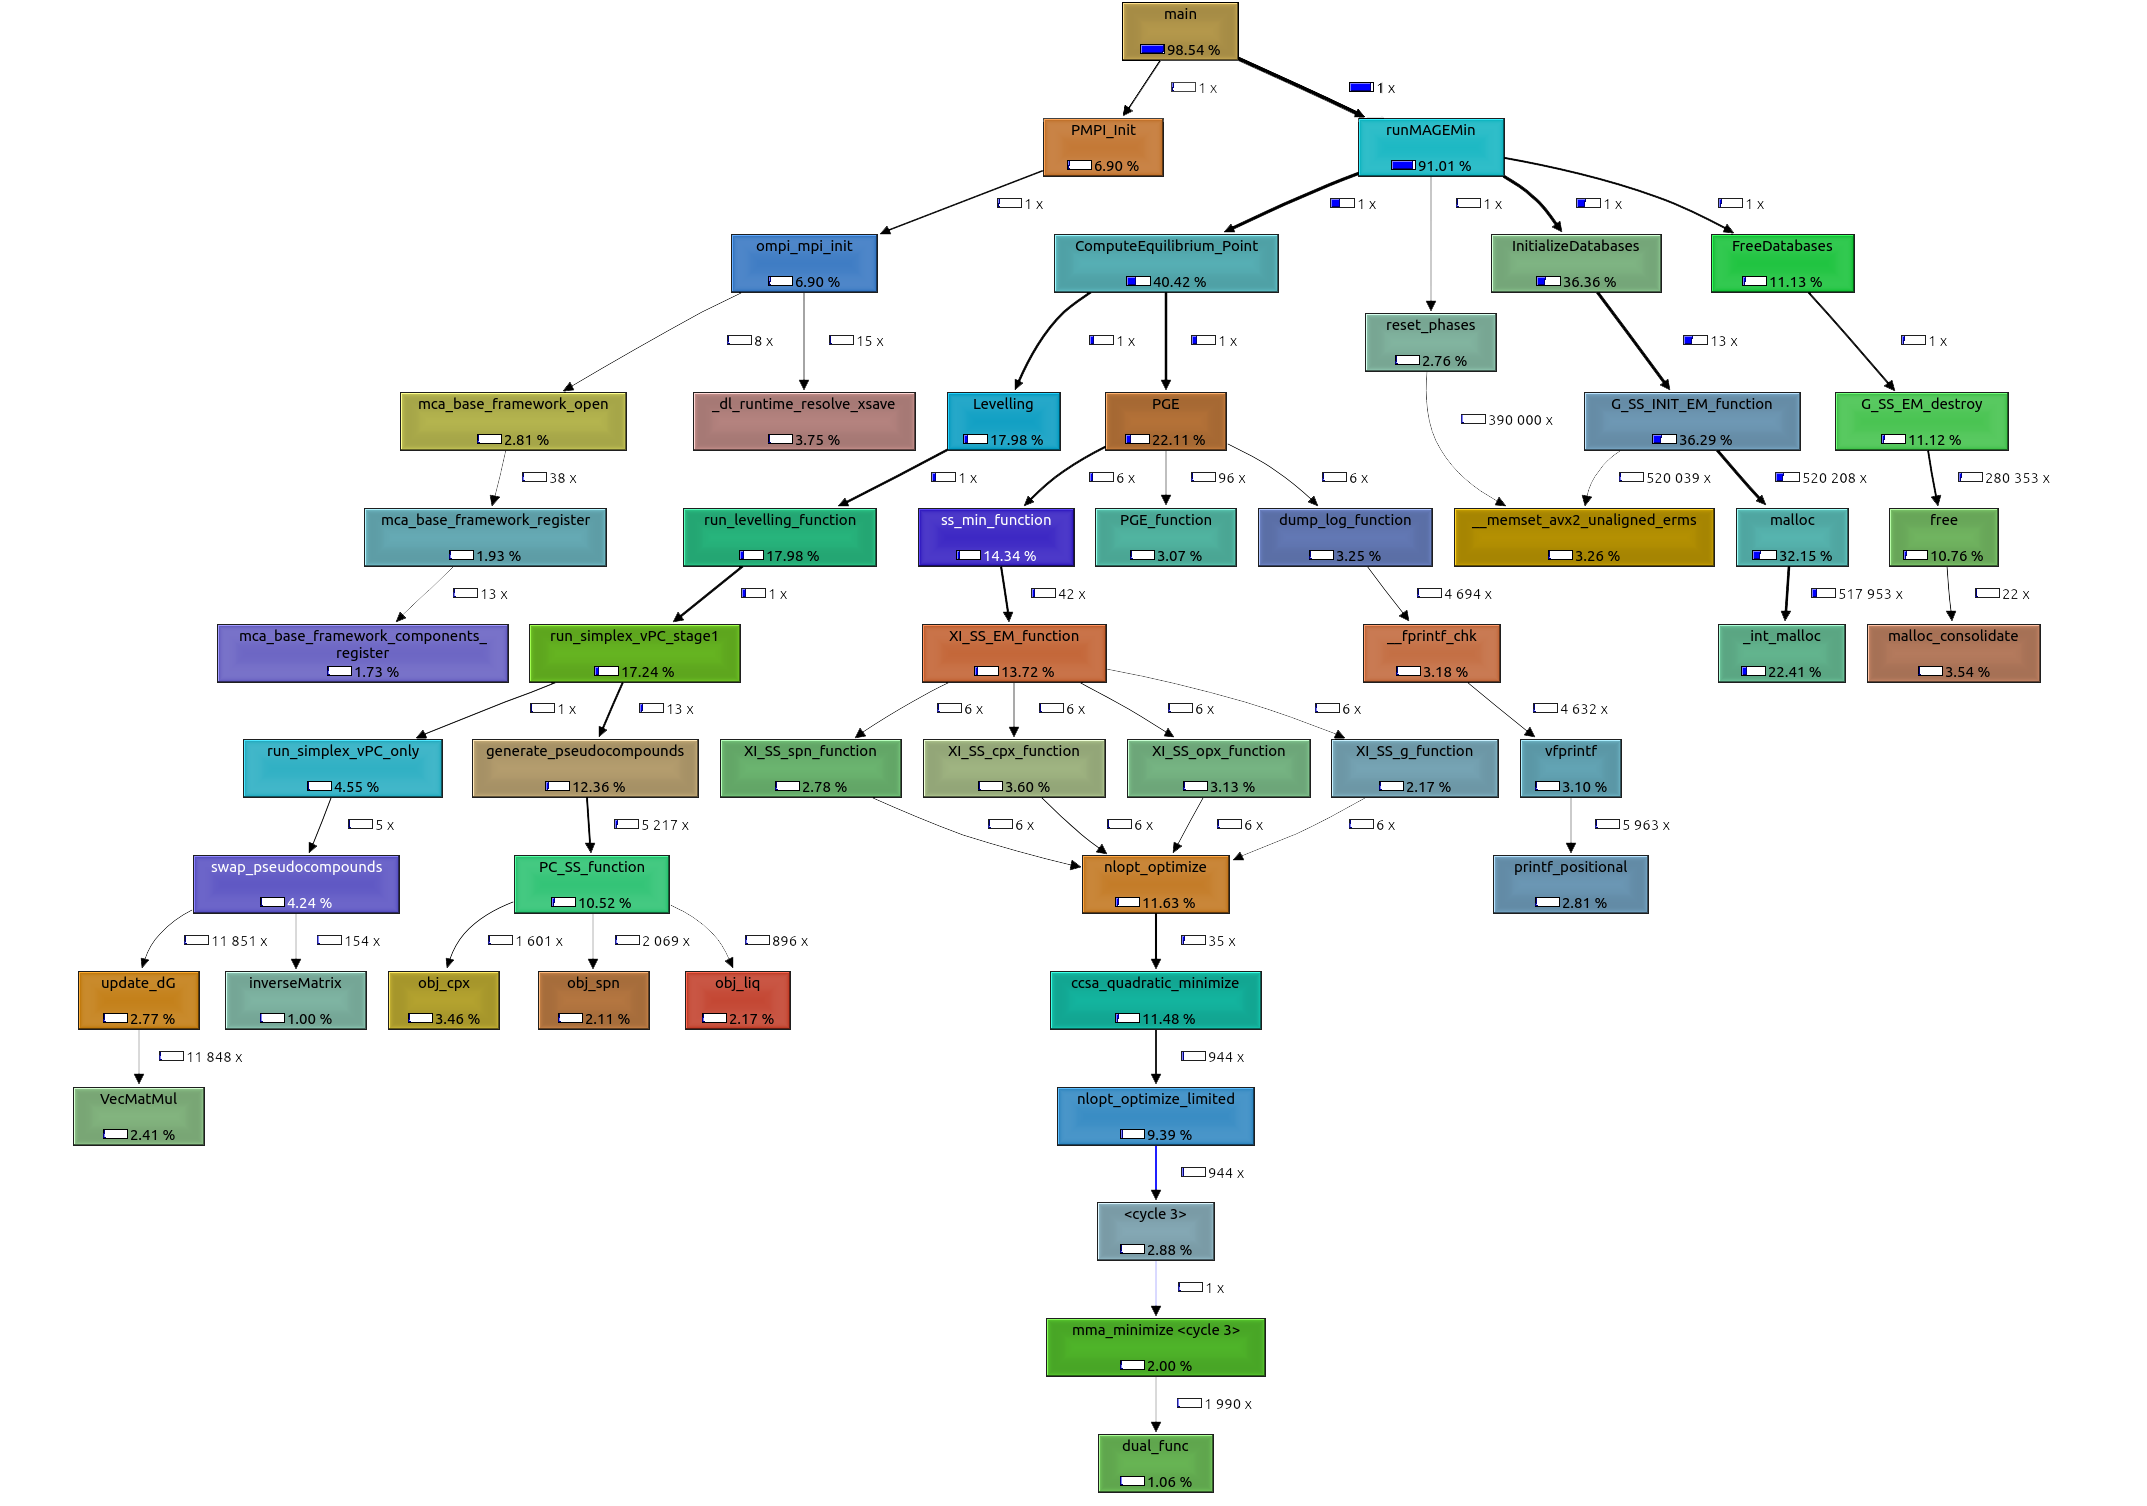 main
98.54 %
1 x
1 x
PMPI_Init
6.90 %
runMAGEMin
91.01 %
1 x
1 x
1 x
1 x
1 x
ompi_mpi_init
6.90 %
ComputeEquilibrium_Point
40.42 %
InitializeDatabases
36.36 %
FreeDatabases
11.13 %
reset_phases
2.76 %
8 x
15 x
1 x
1 x
13 x
1 x
mca_base_framework_open
2.81 %
_dl_runtime_resolve_xsave
3.75 %
Levelling
17.98 %
PGE
22.11 %
390 000 x
G_SS_INIT_EM_function
36.29 %
G_SS_EM_destroy
11.12 %
38 x
1 x
6 x
96 x
6 x
520 039 x
520 208 x
280 353 x
mca_base_framework_register
1.93 %
run_levelling_function
17.98 %
ss_min_function
14.34 %
PGE_function
3.07 %
dump_log_function
3.25 %
__memset_avx2_unaligned_erms
3.26 %
malloc
32.15 %
free
10.76 %
13 x
1 x
42 x
4 694 x
517 953 x
22 x
mca_base_framework_components_
register
1.73 %
run_simplex_vPC_stage1
17.24 %
XI_SS_EM_function
13.72 %
__fprintf_chk
3.18 %
_int_malloc
22.41 %
malloc_consolidate
3.54 %
1 x
13 x
6 x
6 x
6 x
6 x
4 632 x
run_simplex_vPC_only
4.55 %
generate_pseudocompounds
12.36 %
XI_SS_spn_function
2.78 %
XI_SS_cpx_function
3.60 %
XI_SS_opx_function
3.13 %
XI_SS_g_function
2.17 %
vfprintf
3.10 %
5 x
5 217 x
6 x
6 x
6 x
6 x
5 963 x
swap_pseudocompounds
4.24 %
PC_SS_function
10.52 %
nlopt_optimize
11.63 %
printf_positional
2.81 %
11 851 x
154 x
1 601 x
2 069 x
896 x
35 x
update_dG
2.77 %
inverseMatrix
1.00 %
obj_cpx
3.46 %
obj_spn
2.11 %
obj_liq
2.17 %
ccsa_quadratic_minimize
11.48 %
11 848 x
944 x
VecMatMul
2.41 %
nlopt_optimize_limited
9.39 %
944 x
<cycle 3>
2.88 %
1 x
mma_minimize <cycle 3>
2.00 %
1 990 x
dual_func
1.06 %